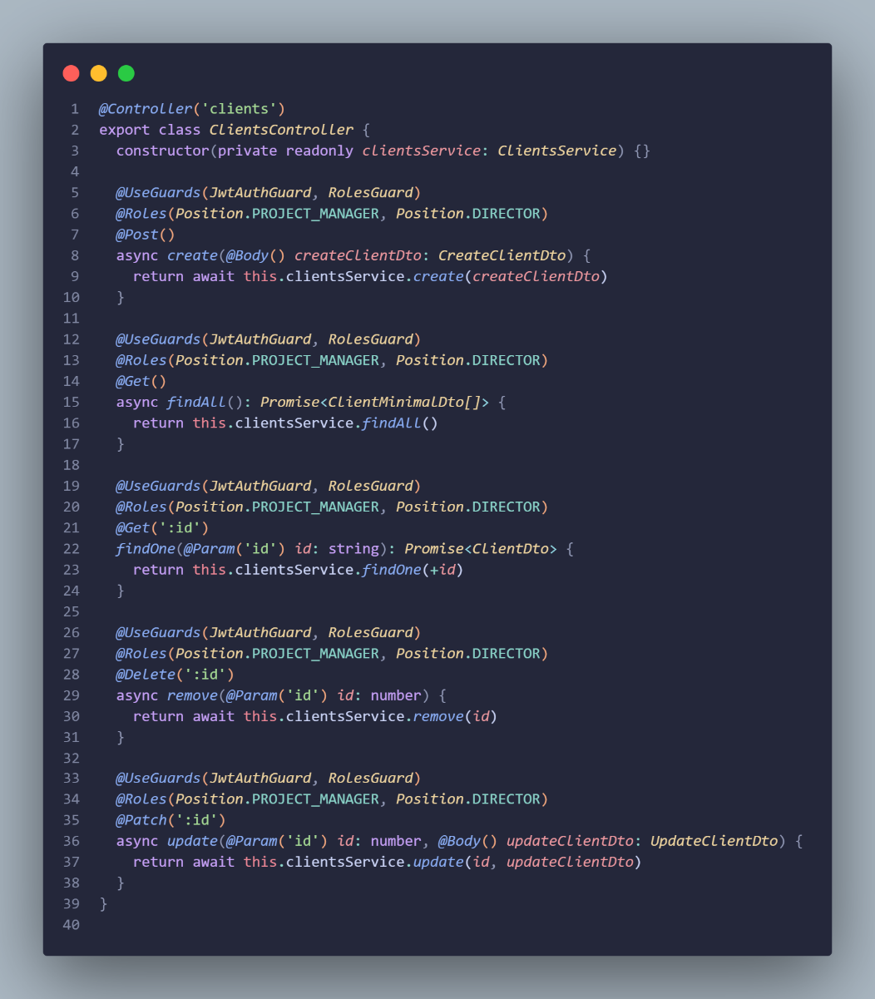 1 @Controller('clients')
2 export class ClientsController {
3   constructor(private readonly clientsService: ClientsService) {}
4
5   @UseGuards(JwtAuthGuard, RolesGuard)
6   @Roles(Position.PROJECT_MANAGER, Position.DIRECTOR)
7   @Post()
8   async create(@Body() createClientDto: CreateClientDto) {
9     return await this.clientsService.create(createClientDto)
10   }
11
12   @UseGuards(JwtAuthGuard, RolesGuard)
13   @Roles(Position.PROJECT_MANAGER, Position.DIRECTOR)
14   @Get()
15   async findAll(): Promise<ClientMinimalDto[]> {
16     return this.clientsService.findAll()
17   }
18
19   @UseGuards(JwtAuthGuard, RolesGuard)
20   @Roles(Position.PROJECT_MANAGER, Position.DIRECTOR)
21   @Get(':id')
22   findOne(@Param('id') id: string): Promise<ClientDto> {
23     return this.clientsService.findOne(+id)
24   }
25
26   @UseGuards(JwtAuthGuard, RolesGuard)
27   @Roles(Position.PROJECT_MANAGER, Position.DIRECTOR)
28   @Delete(':id')
29   async remove(@Param('id') id: number) {
30     return await this.clientsService.remove(id)
31   }
32
33   @UseGuards(JwtAuthGuard, RolesGuard)
34   @Roles(Position.PROJECT_MANAGER, Position.DIRECTOR)
35   @Patch(':id')
36   async update(@Param('id') id: number, @Body() updateClientDto: UpdateClientDto) {
37     return await this.clientsService.update(id, updateClientDto)
38   }
39 }
40